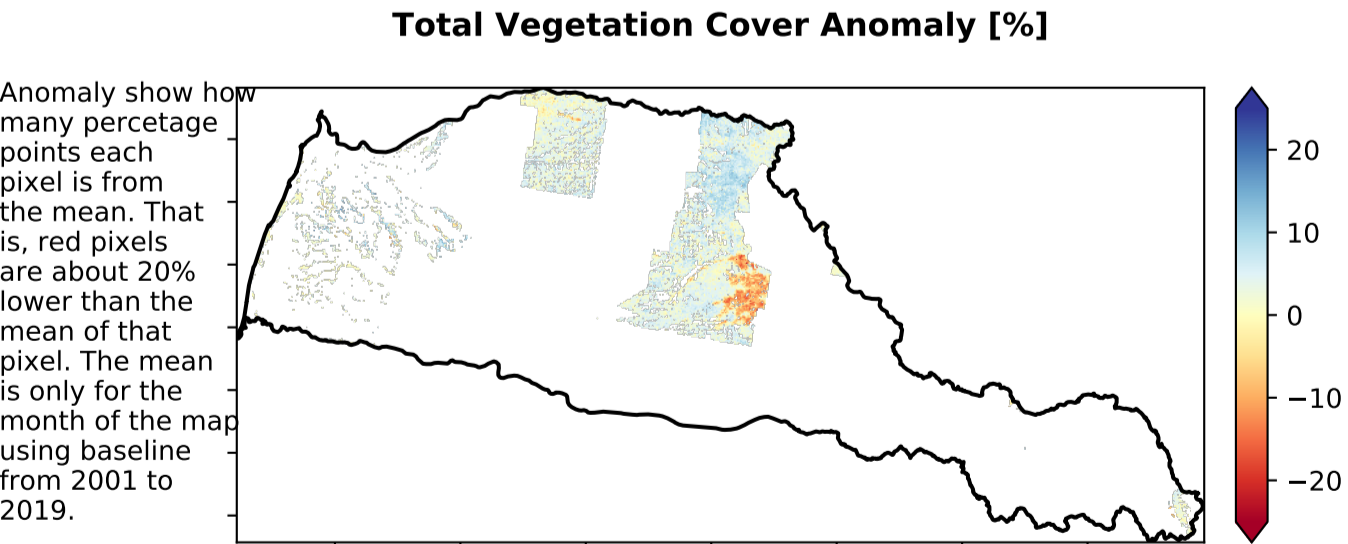 Total Vegetation Cover Anomaly [%]
Anomaly show how
many percetage
points each
pixel is from
the mean. That
is, red pixels
are about 20%
lower than the
mean of that
pixel. The mean
is only for the
month of the map
using baseline
from 2001 to
2019.
20
10
0
−10
−20